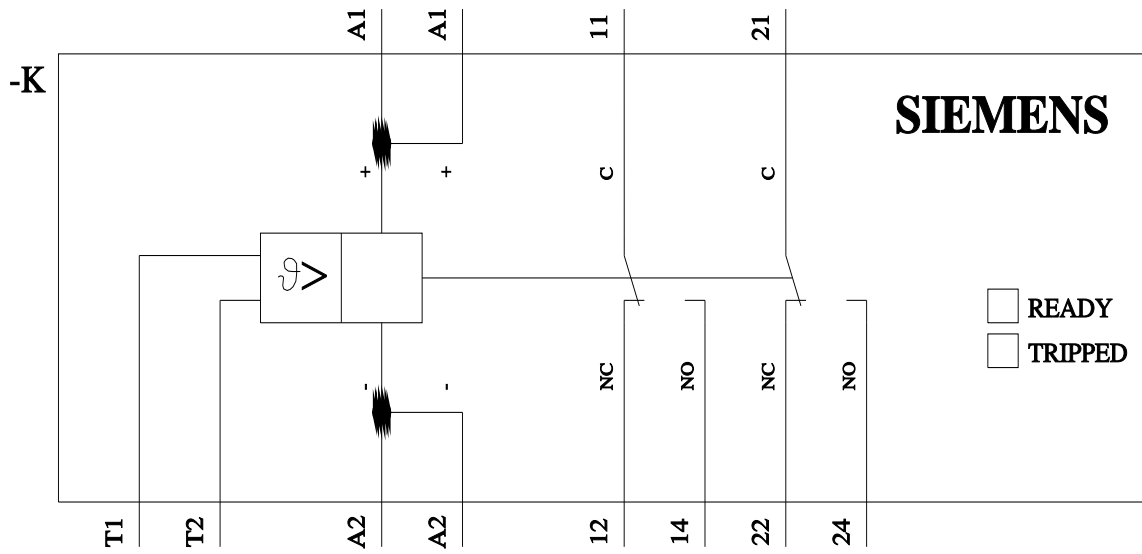 A1
A1
11
21
-K
SIEMENS
+
+
C
C
ϑ>
READY
TRIPPED
-
-
NC
NO
NC
NO
T1
T2
A2
A2
12
14
22
24